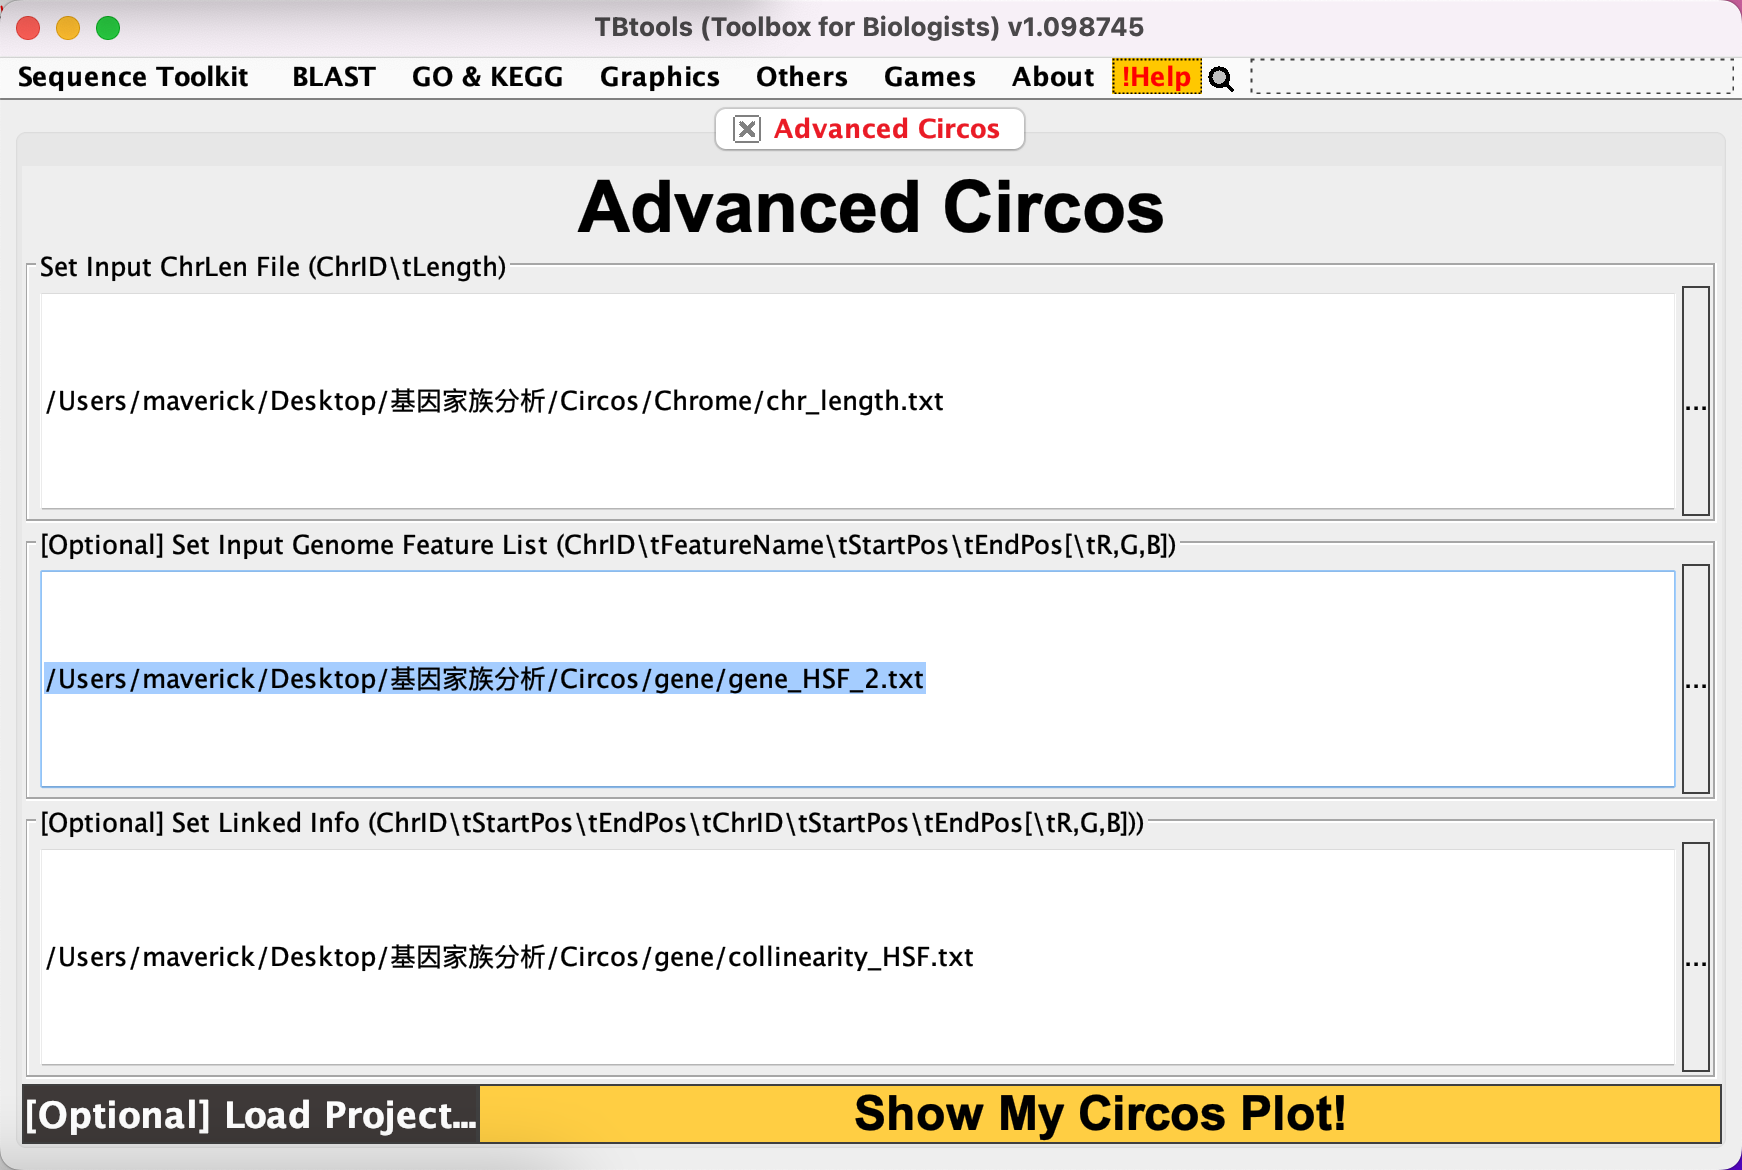 TBtools (Toolbox for Biologists) v1.098745
Sequence Toolkit BLAST GO & KEGG Graphics Others Games About !Help
Advanced Circos
Advanced Circos
Set Input ChrLen File (ChrID\tLength)
/Users/maverick/Desktop/基因家族分析/Circos/Chrome/chr_length.txt
...
[Optional] Set Input Genome Feature List (ChrID\tFeatureName\tStartPos\tEndPos[\tR,G,B])
/Users/maverick/Desktop/基因家族分析/Circos/gene/gene_HSF_2.txt
...
[Optional] Set Linked Info (ChrID\tStartPos\tEndPos\tChrID\tStartPos\tEndPos[\tR,G,B]))
/Users/maverick/Desktop/基因家族分析/Circos/gene/collinearity_HSF.txt
...
[Optional] Load Project... Show My Circos Plot!